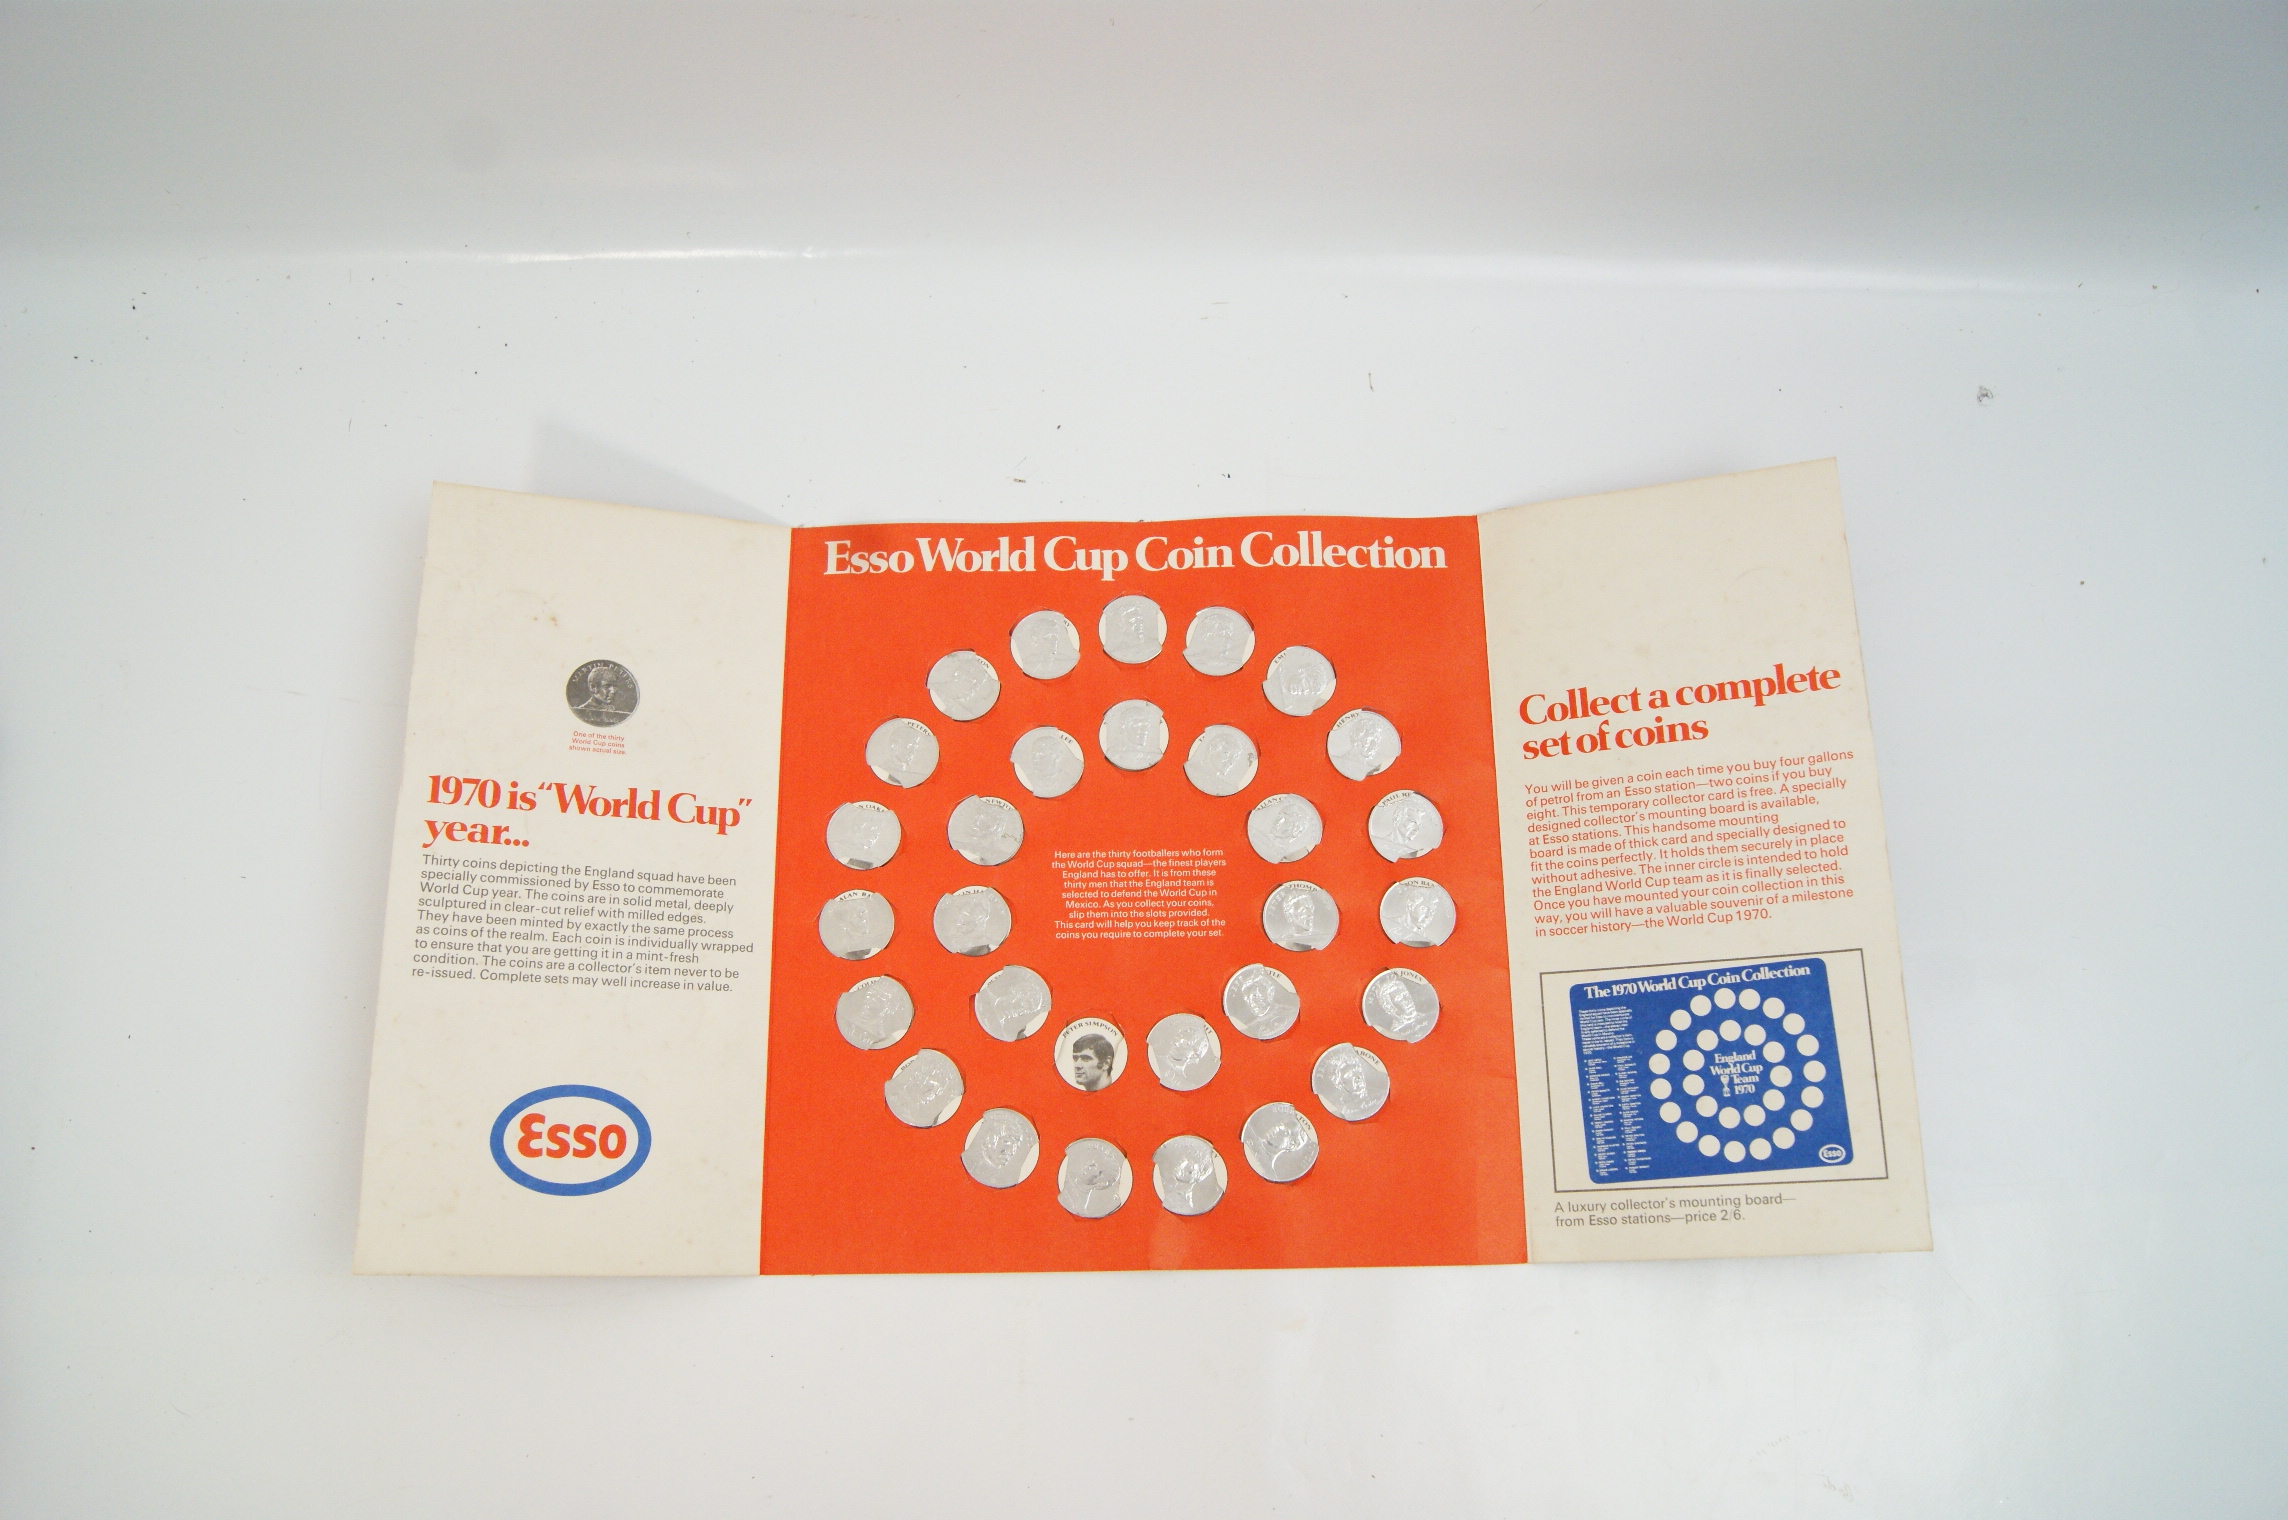 MARTIN PETERS
One of the thirty
World Cup coins
shown actual size.
1970 is "World Cup"
year...
Thirty coins depicting the England squad have been
specially commissioned by Esso to commemorate
World Cup year. The coins are in solid metal, deeply
sculptured in clear-cut relief with milled edges.
They have been minted by exactly the same process
as coins of the realm. Each coin is individually wrapped
to ensure that you are getting it in a mint-fresh
condition. The coins are a collector's item never to be
re-issued. Complete sets may well increase in value.
Esso
Esso World Cup Coin Collection
PETER
LEE
HENRY
ALAN BA
THOMP
JONES
PETER SIMPSON
Here are the thirty footballers who form
the World Cup squad—the finest players
England has to offer. It is from these
thirty men that the England team is
selected to defend the World Cup in
Mexico. As you collect your coins,
slip them into the slots provided.
This card will help you keep track of the
coins you require to complete your set.
Collect a complete
set of coins
You will be given a coin each time you buy four gallons
of petrol from an Esso station—two coins if you buy
eight. This temporary collector card is free. A specially
designed collector's mounting board is available,
at Esso stations. This handsome mounting
board is made of thick card and specially designed to
fit the coins perfectly. It holds them securely in place
without adhesive. The inner circle is intended to hold
the England World Cup team as it is finally selected.
Once you have mounted your coin collection in this
way, you will have a valuable souvenir of a milestone
in soccer history—the World Cup 1970.
The 1970 World Cup Coin Collection
England
World Cup
Team
1970
Esso
A luxury collector's mounting board—
from Esso stations—price 2/6.